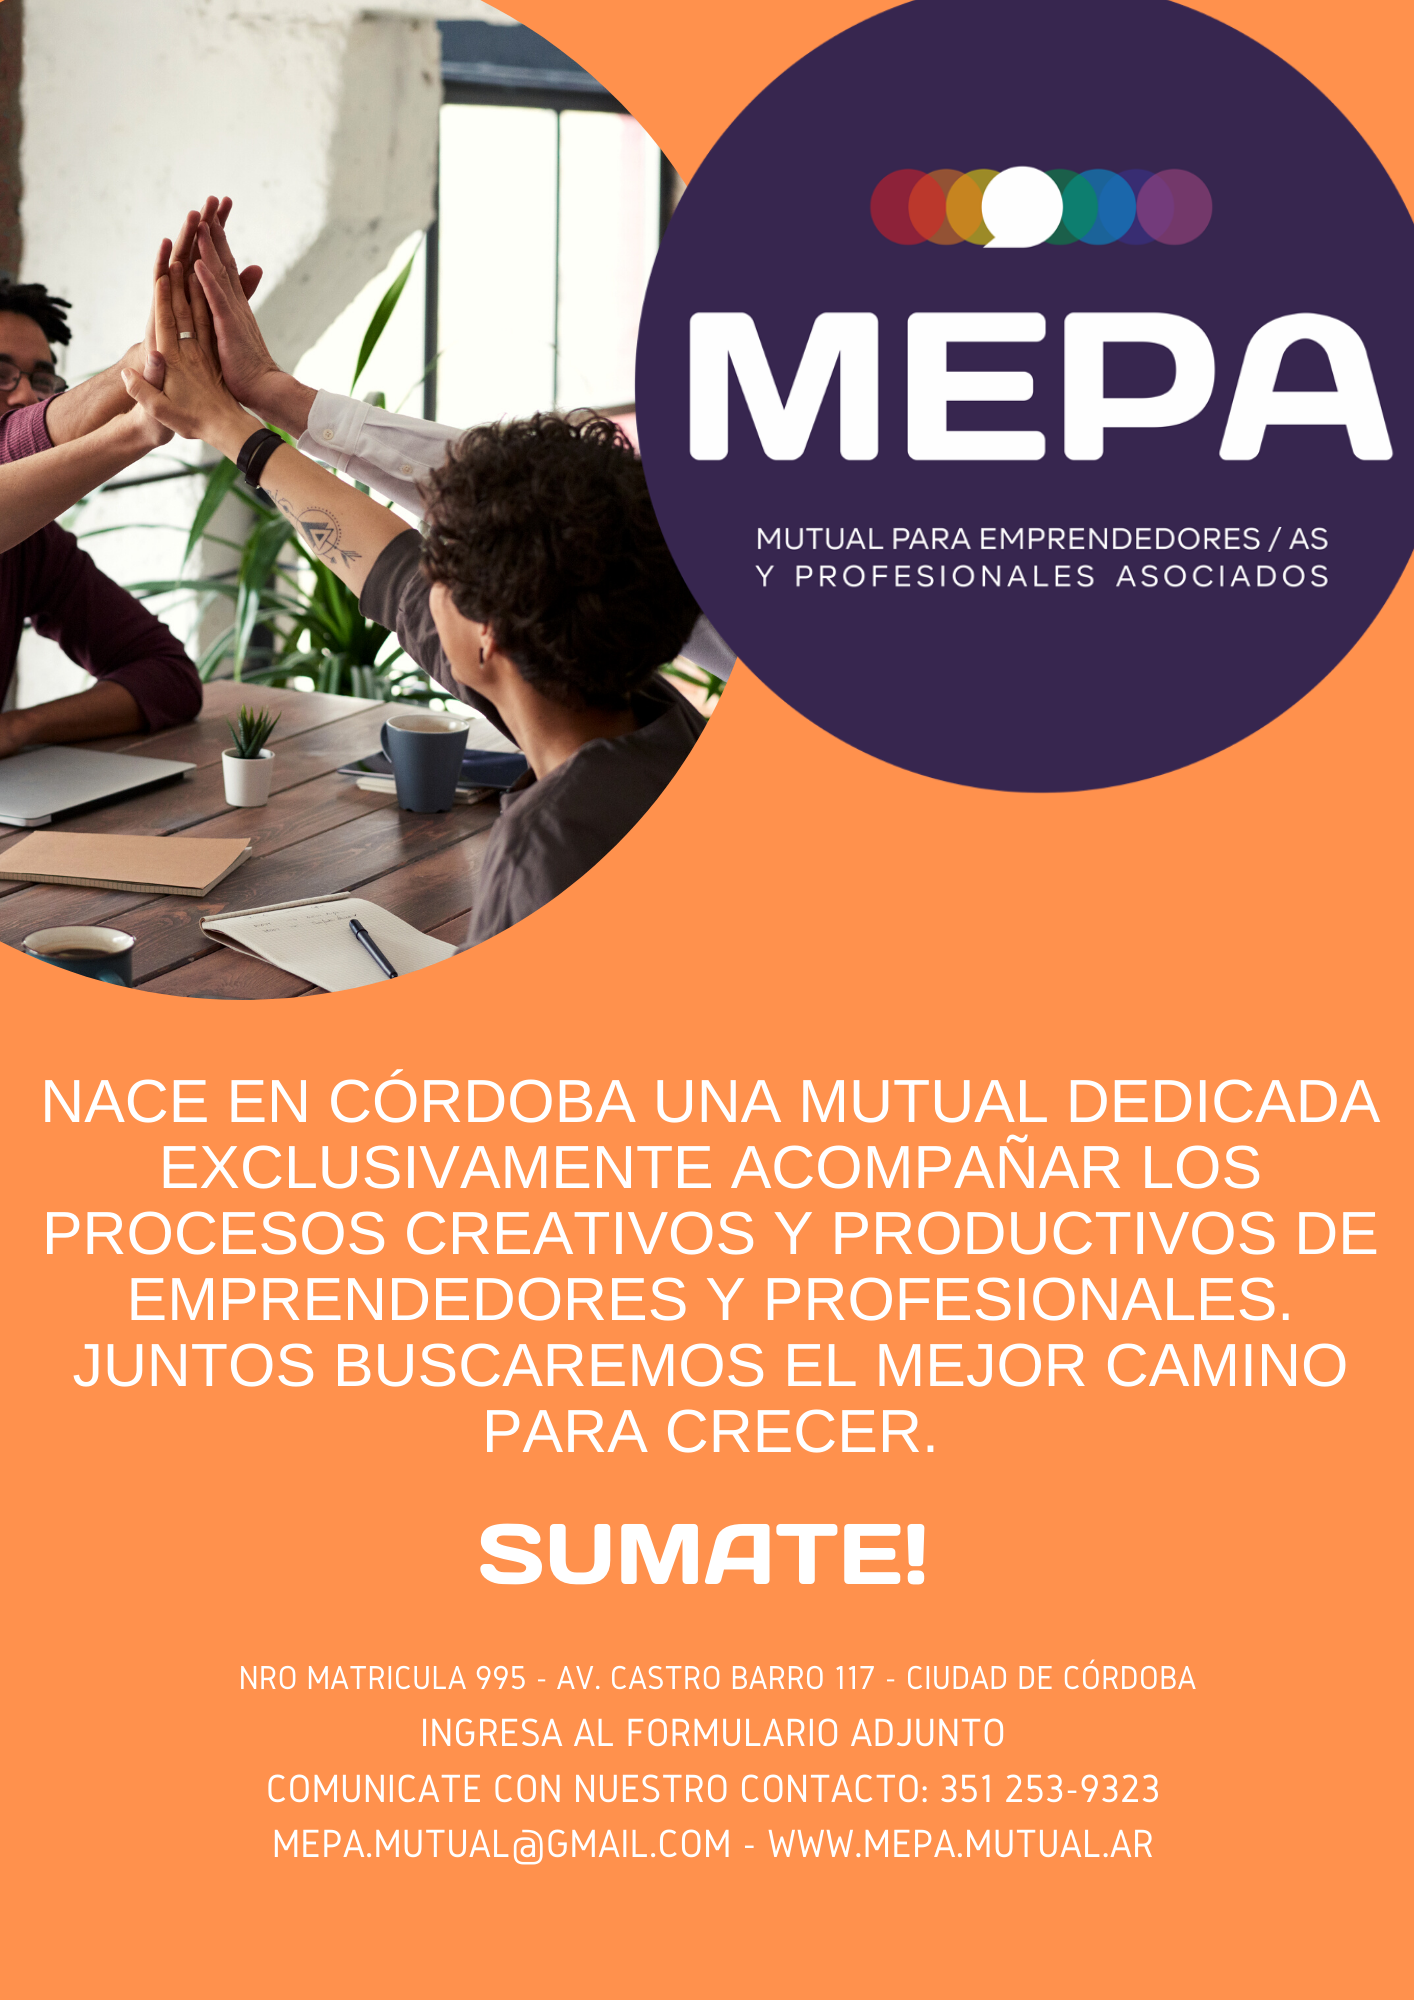 MEPA
MUTUAL PARA EMPRENDEDORES / AS
Y PROFESIONALES ASOCIADOS
NACE EN CÓRDOBA UNA MUTUAL DEDICADA
EXCLUSIVAMENTE ACOMPAÑAR LOS
PROCESOS CREATIVOS Y PRODUCTIVOS DE
EMPRENDEDORES Y PROFESIONALES.
JUNTOS BUSCAREMOS EL MEJOR CAMINO
PARA CRECER.
SUMATE!
NRO MATRICULA 995 - AV. CASTRO BARRO 117 - CIUDAD DE CÓRDOBA
INGRESA AL FORMULARIO ADJUNTO
COMUNICATE CON NUESTRO CONTACTO: 351 253-9323
MEPA.MUTUAL@GMAIL.COM - WWW.MEPA.MUTUAL.AR